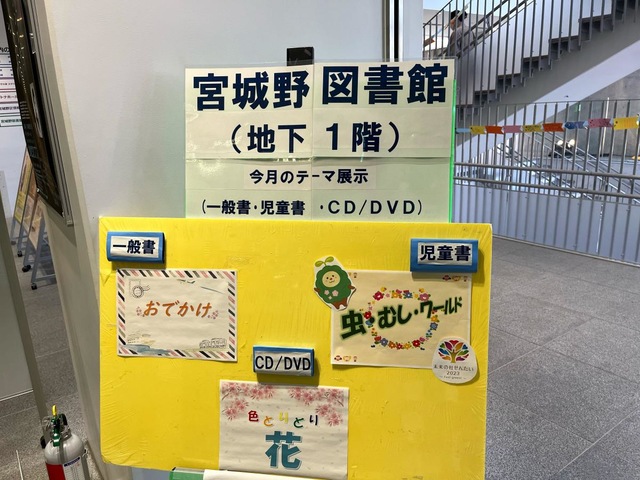 宮城野図書館
(地下1階)
今月のテーマ展示
(一般書・児童書 ・CD/DVD)
一般書
児童書
おでかけ
虫・むし・ワールド
CD/DVD
2023
色とりどり
花